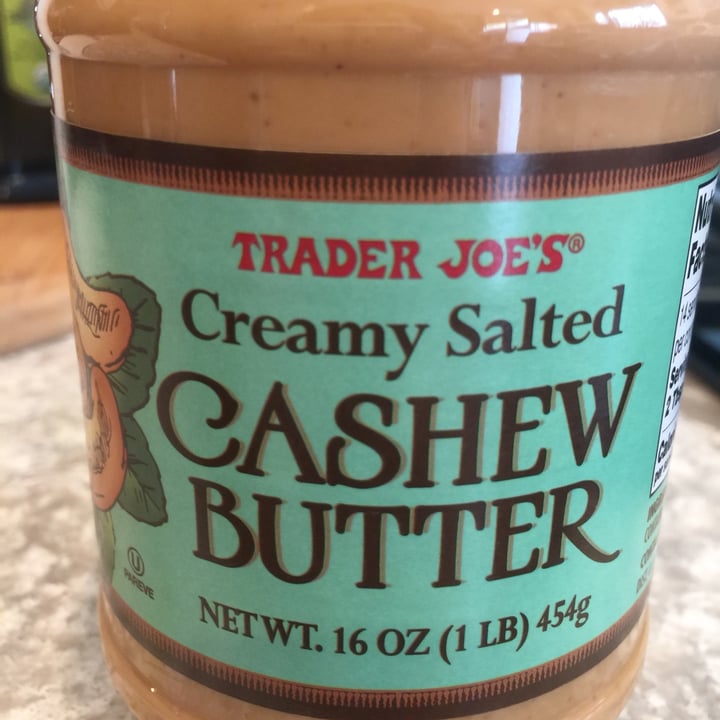 TRADER JOE'S®
Creamy Salted
CASHEW
BUTTER
NET WT. 16 OZ (1 LB) 454g
U
PAREVE